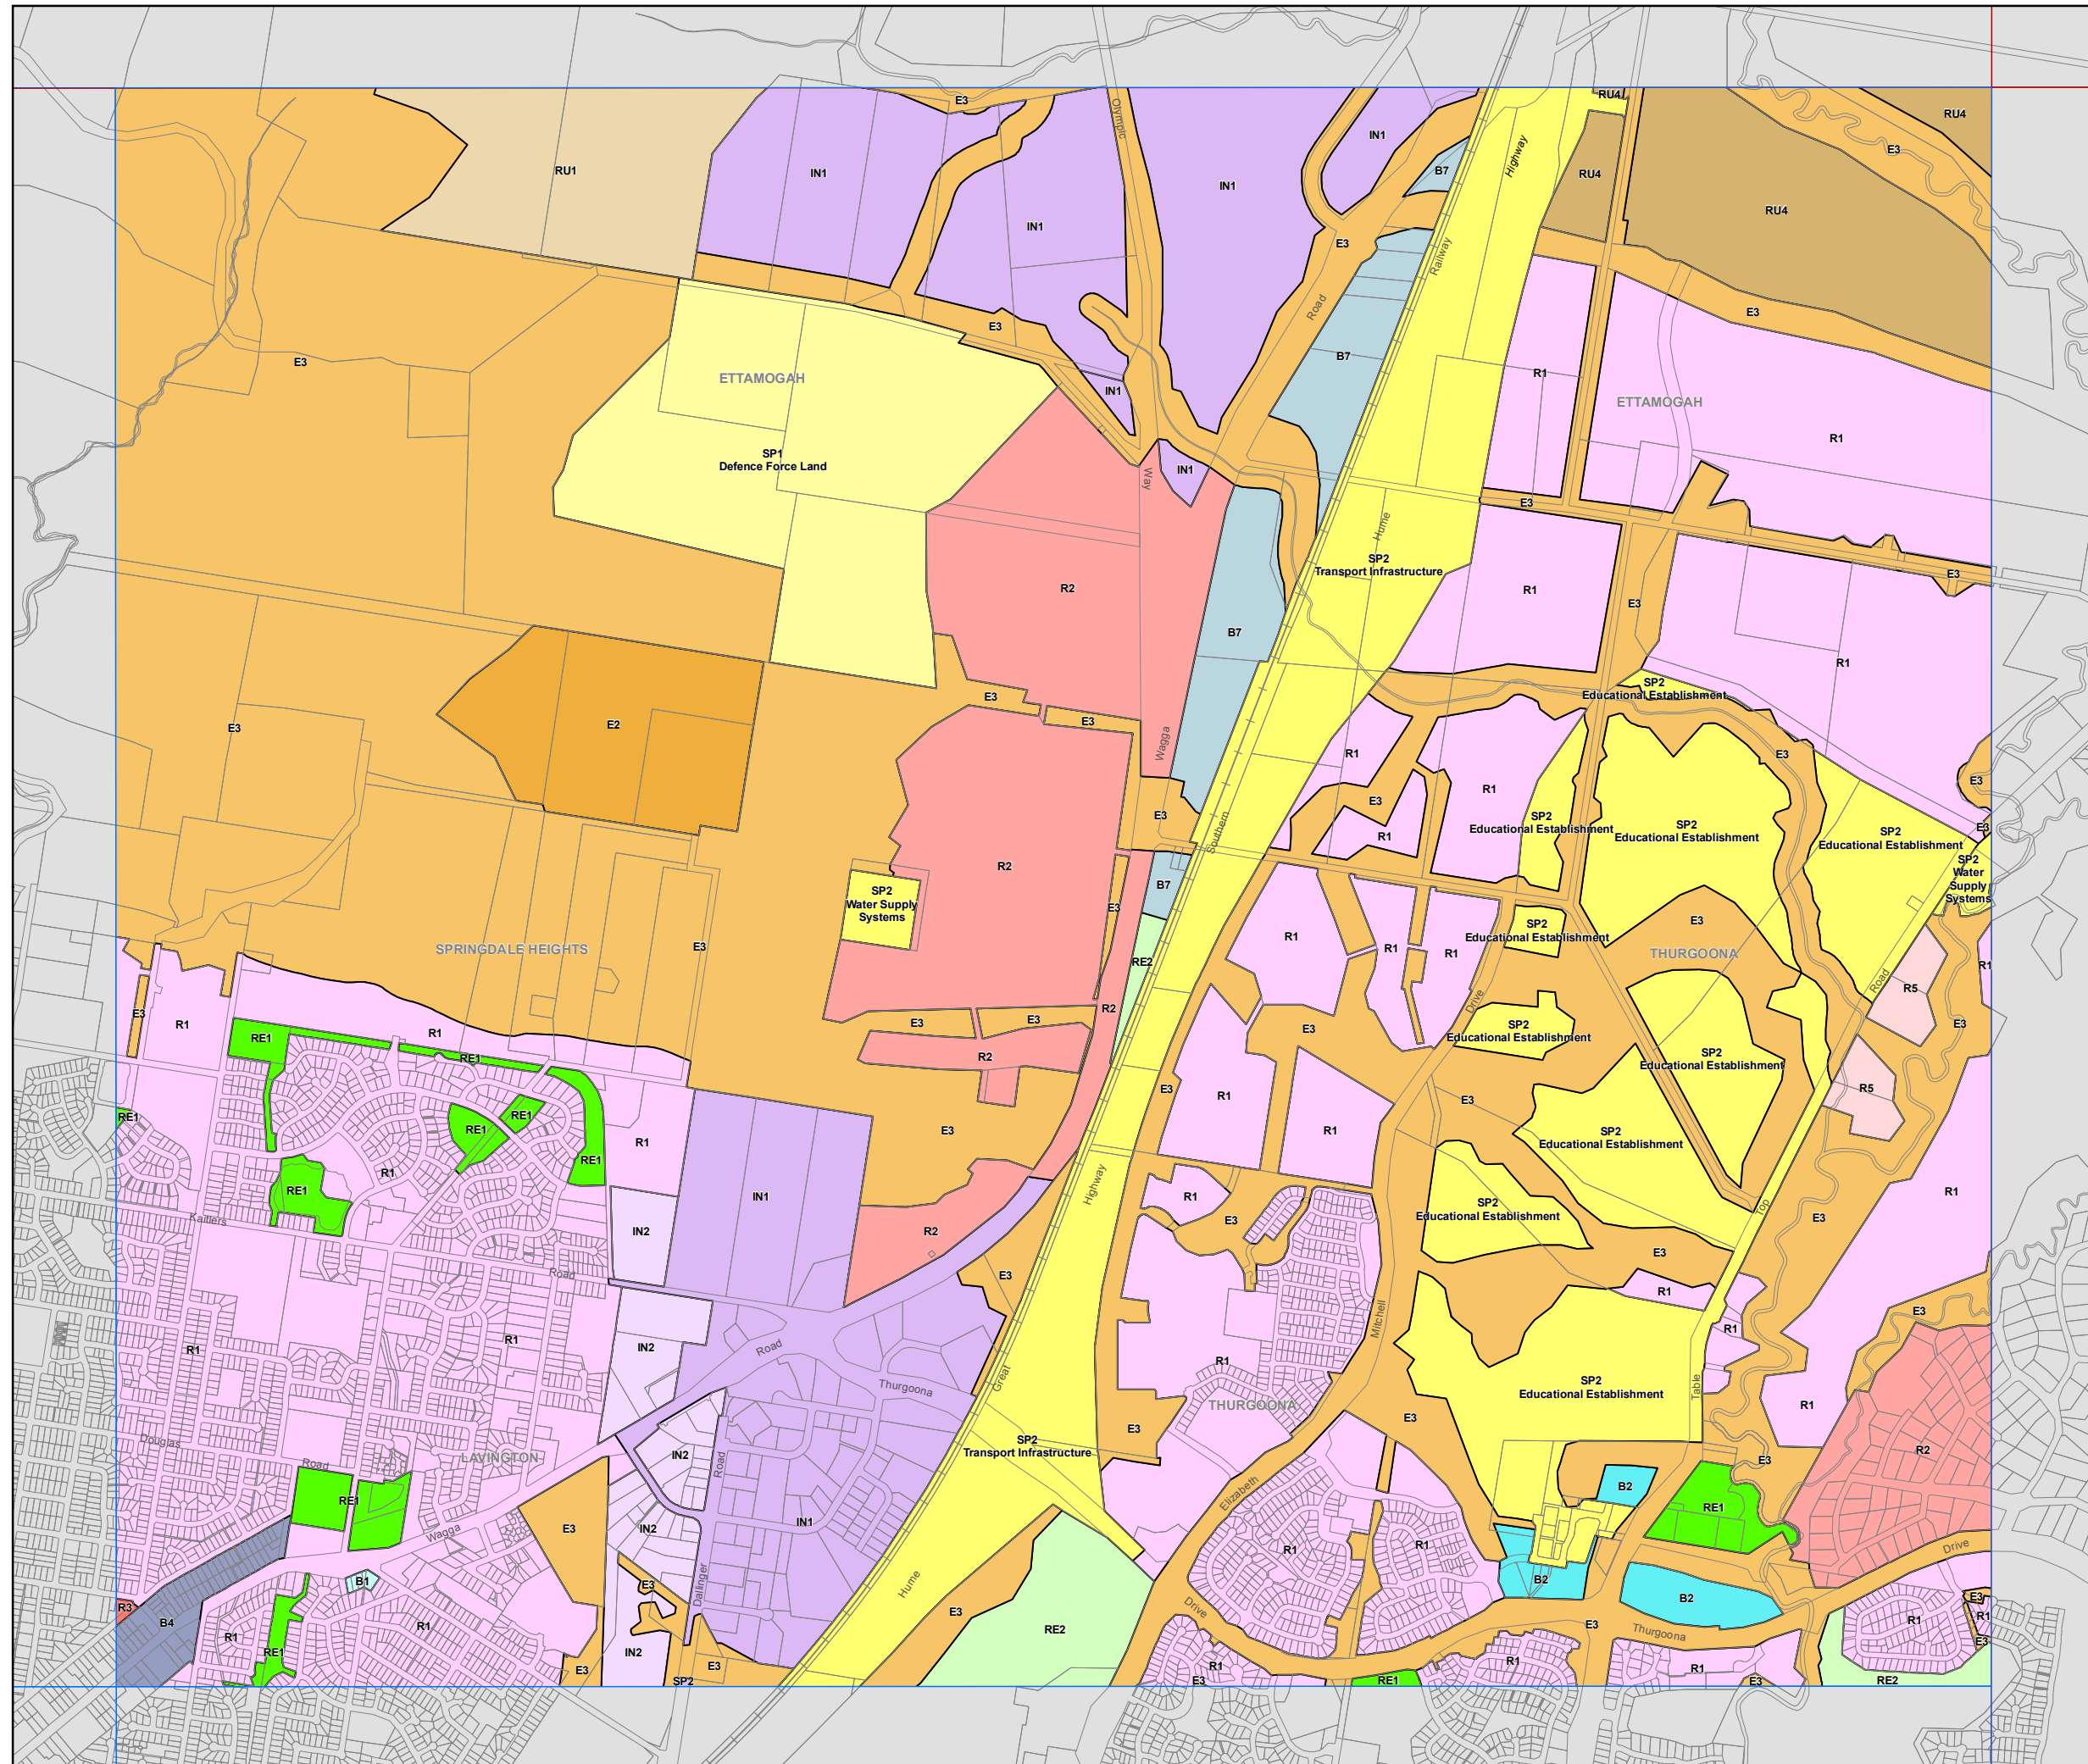 E3
RU4
RU4
IN1
E3
RU1
IN1
B7
RU4
IN1
RU4
IN1
Olympic
Highway
E3
Railway
Road
E3
E3
B7
E3
ETTAMOGAH
R1
IN1
ETTAMOGAH
R1
SP1
Defence Force Land
IN1
Way
E3
Hume
SP2
Transport Infrastructure
E3
R2
R1
E3
B7
R1
E3
SP2
Educational Establishment
E3
E2
E3
Wagga
R1
E3
E3
R1
E3
E3
R1
SP2
Educational Establishment
SP2
Educational Establishment
SP2
Educational Establishment
E3
Southern
R2
SP2
Water Supply
Systems
B7
SP2
Water
Supply
Systems
E3
R1
R1
R1
SP2
Educational Establishment
E3
SPRINGDALE HEIGHTS
E3
THURGOONA
RE2
R1
Road
R5
Drive
E3
R1
RE1
R1
RE1
E3
E3
R2
R2
E3
SP2
Educational Establishment
SP2
Educational Establishment
E3
R5
RE1
RE1
RE1
R1
E3
R1
R1
E3
SP2
Educational Establishment
RE1
R1
RE1
IN1
Highway
R1
R1
Kaitlers
IN2
R2
E3
SP2
Educational Establishment
Top
E3
E3
Road
E3
R1
E3
R1
R1
IN2
Road
Mitchell
R1
R1
Thurgoona
Great
THURGOONA
SP2
Educational Establishment
Table
R1
Douglas
Road
LAVINGTON
IN2
Road
SP2
Transport Infrastructure
E3
E3
E3
R2
RE1
Wagga
E3
IN2
IN1
Elizabeth
B2
RE1
R1
R1
Drive
B1
E3
Dallinger
Hume
B2
B2
R3
B4
R1
RE1
R1
IN2
E3
RE2
Drive
E3
Thurgoona
R1
E3
R1
E3
E3
E3
SP2
R1
E3
RE1
R1
R1
E3
RE2